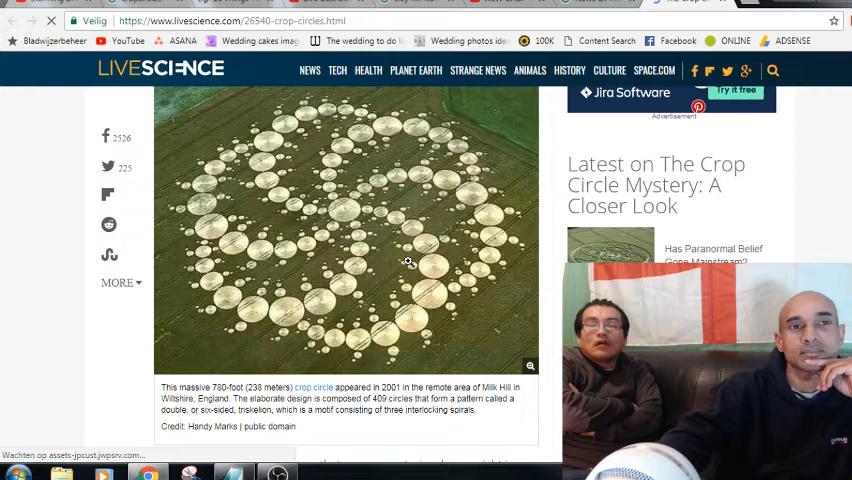 Veilig
https://www.livescience.com/26540-crop-circles.html
Bladwijzerbeheer YouTube ASANA Wedding cakes imag The wedding to do l Wedding photos ide 100K Content Search Facebook ONLINE ADSENSE
LIVESCIENCE NEWS TECH HEALTH PLANET EARTH STRANGE NEWS ANIMALS HISTORY CULTURE SPACE.COM
Jira Software Try it free
Advertisement
2526
225
MORE
Latest on The Crop
Circle Mystery: A
Closer Look
Has Paranormal Belief
Gone Mainstream?
This massive 780-foot (238 meters) crop circle appeared in 2001 in the remote area of Milk Hill in
Wiltshire, England. The elaborate design is composed of 409 circles that form a pattern called a
double, or six-sided, triskelion, which is a motif consisting of three interlocking spirals.
Credit: Handy Marks | public domain
Wachten op assets-jpcust.jwpsrv.com...